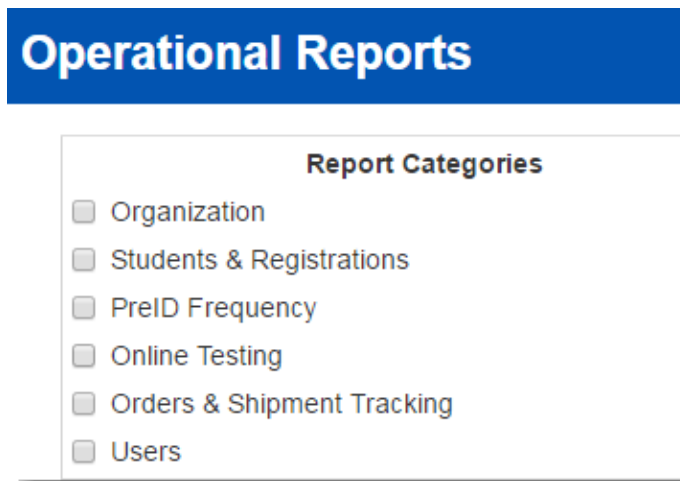 Operational Reports
Report Categories
Organization
Students & Registrations
PreID Frequency
Online Testing
Orders & Shipment Tracking
Users